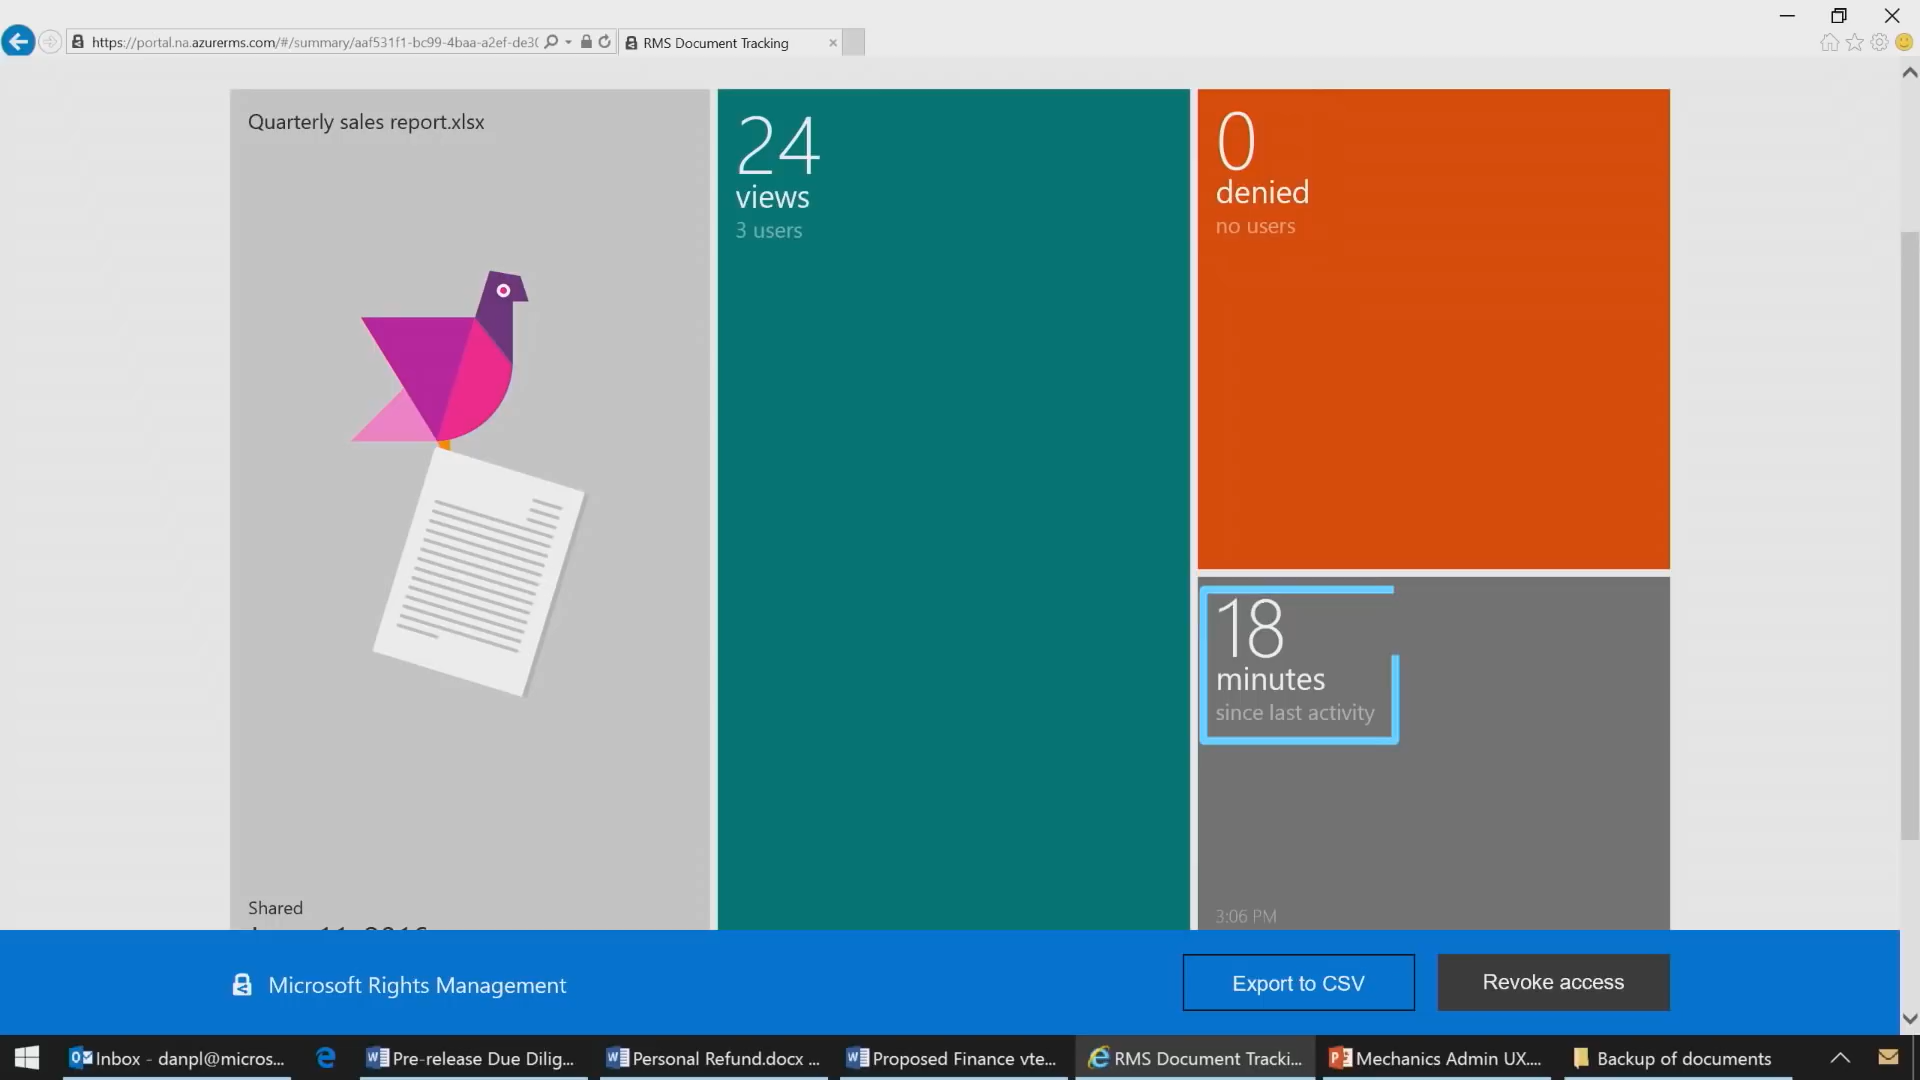 https://portal.na.azurerms.com/#/summary/aaf531f1-bc99-4baa-a2ef-de3
RMS Document Tracking
Quarterly sales report.xlsx
24
views
3 users
0
denied
no users
18
minutes
since last activity
3:06 PM
Shared
Microsoft Rights Management
Export to CSV
Revoke access
Inbox - danpl@micros...
Pre-release Due Dilig...
Personal Refund.docx ...
Proposed Finance vte...
RMS Document Tracki...
Mechanics Admin UX....
Backup of documents